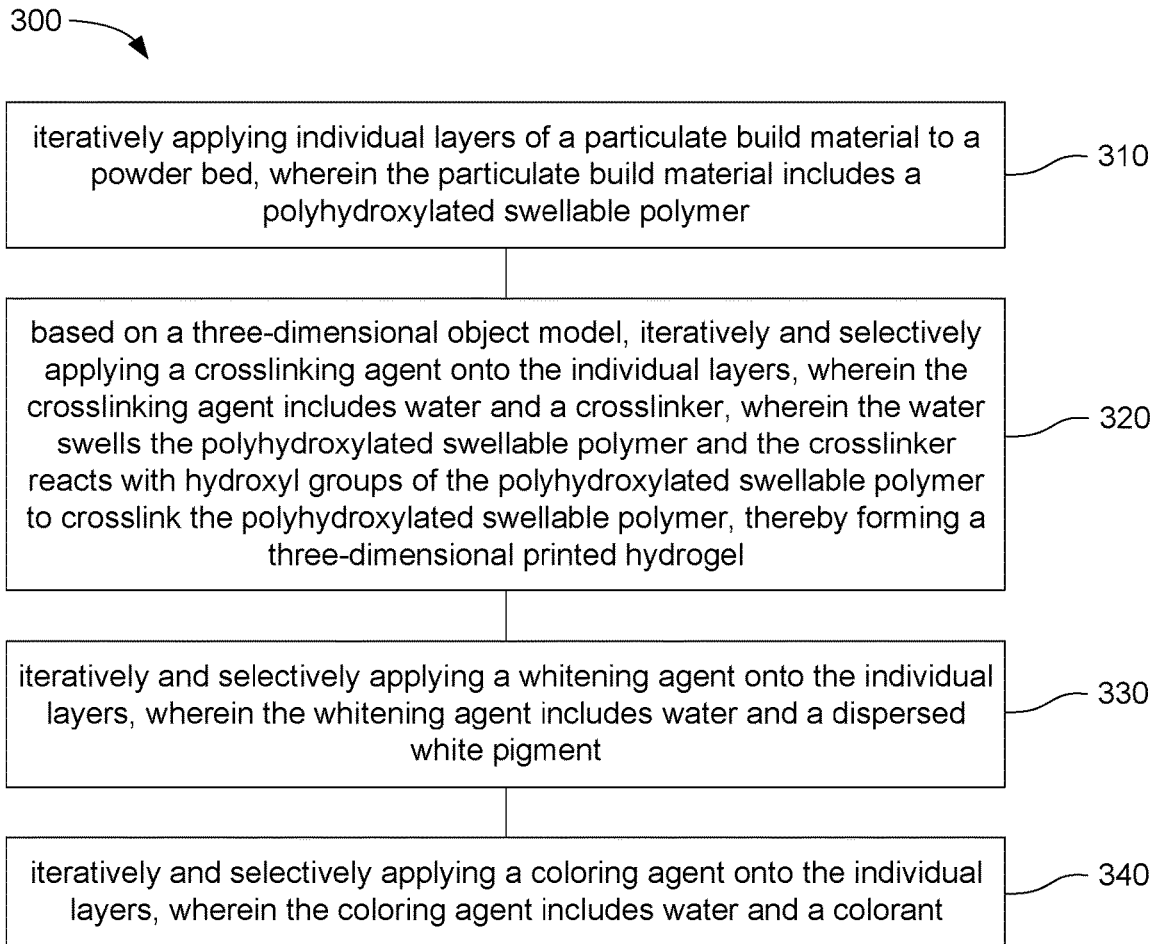 300
iteratively applying individual layers of a particulate build material to a
powder bed, wherein the particulate build material includes a
polyhydroxylated swellable polymer
310
based on a three-dimensional object model, iteratively and selectively
applying a crosslinking agent onto the individual layers, wherein the
crosslinking agent includes water and a crosslinker, wherein the water
swells the polyhydroxylated swellable polymer and the crosslinker
reacts with hydroxyl groups of the polyhydroxylated swellable polymer
to crosslink the polyhydroxylated swellable polymer, thereby forming a
three-dimensional printed hydrogel
320
iteratively and selectively applying a whitening agent onto the individual
layers, wherein the whitening agent includes water and a dispersed
white pigment
330
iteratively and selectively applying a coloring agent onto the individual
layers, wherein the coloring agent includes water and a colorant
340